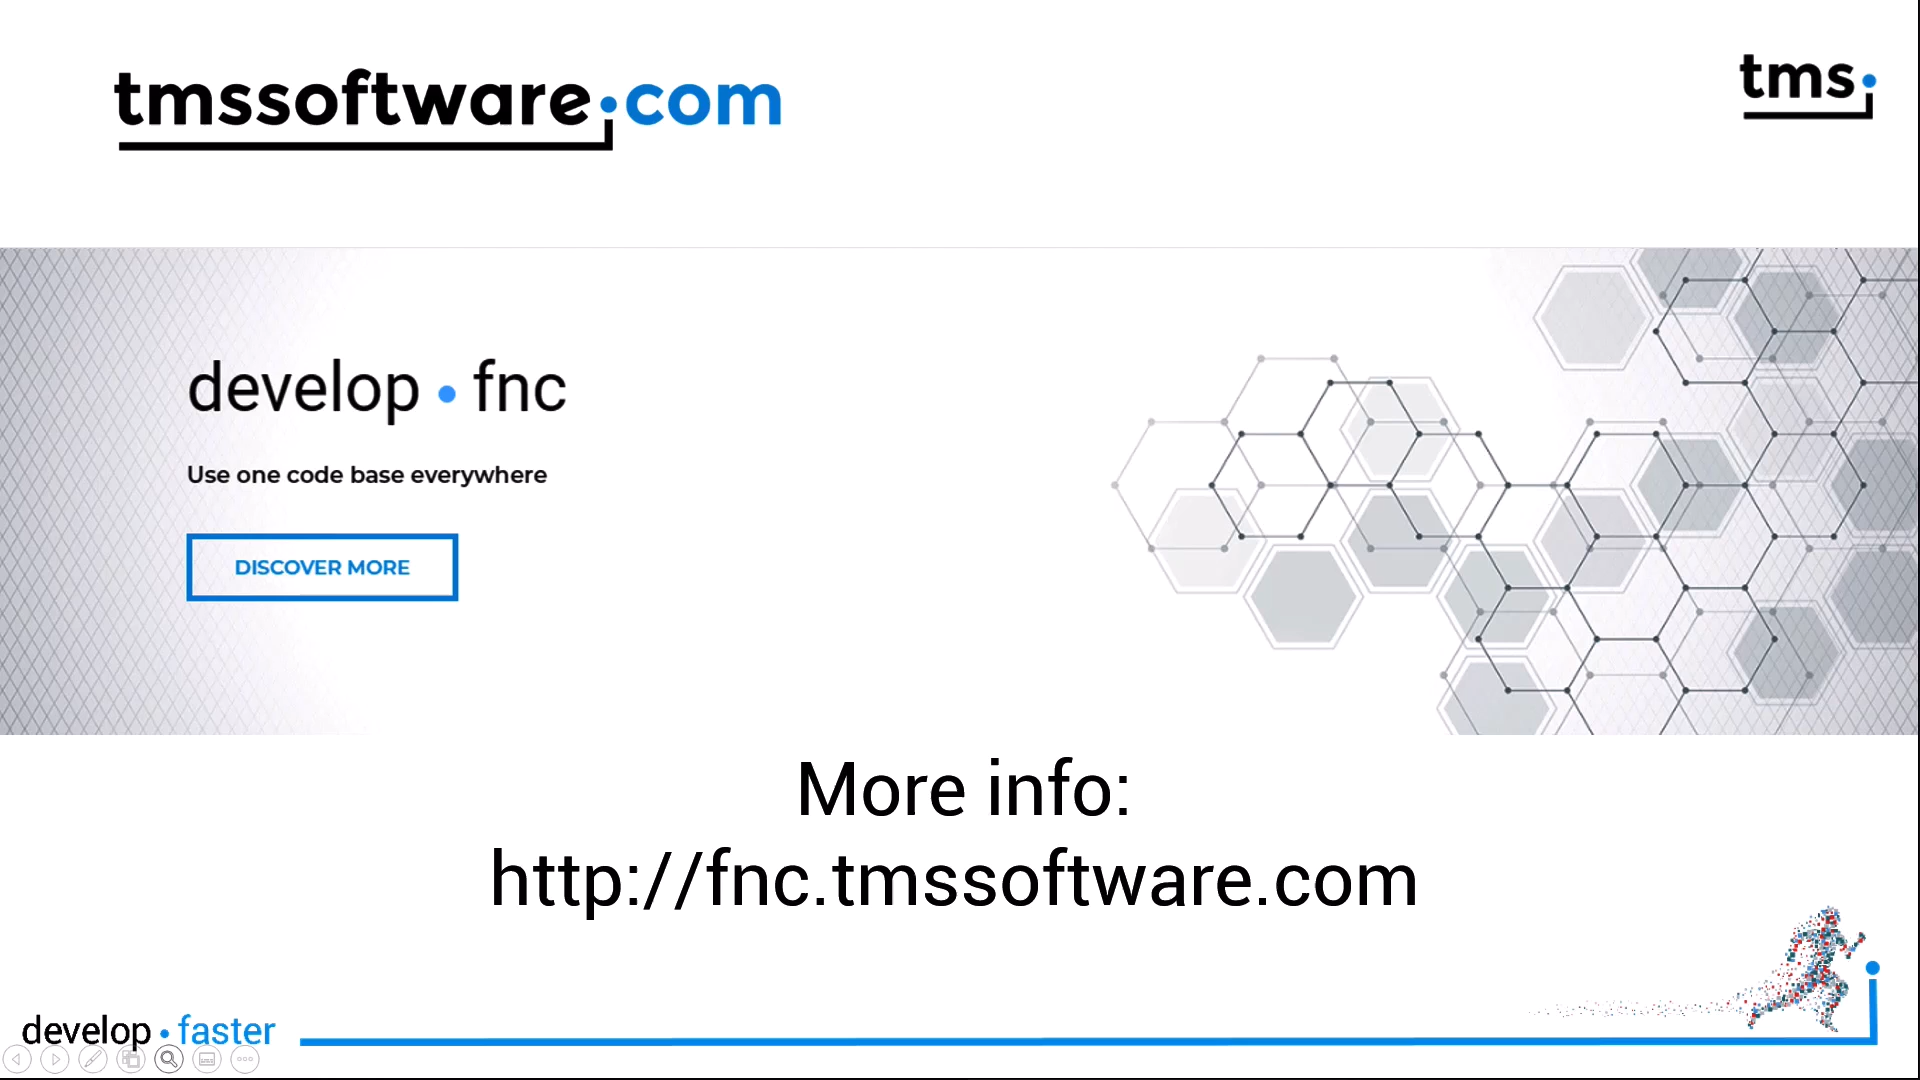 tmssoftware.com
tms
develop • fnc
Use one code base everywhere
DISCOVER MORE
More info:
http://fnc.tmssoftware.com
develop • faster